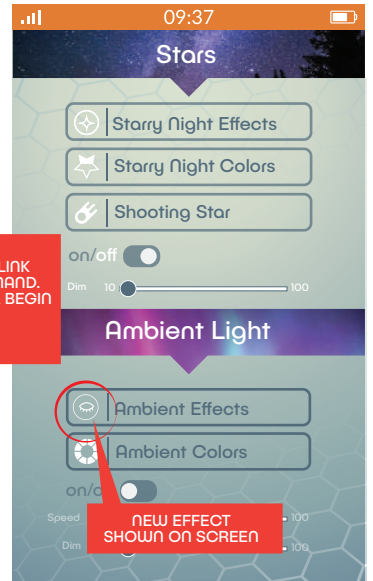 09:37
Stars
Starry Night Effects
Starry Night Colors
Shooting Star
on/off
LINK
BEGIN
Dim 10 100
Ambient Light
Ambient Effects
Ambient Colors
Speed 100
NEW EFFECT
SHOWN ON SCREEN
Dim 100